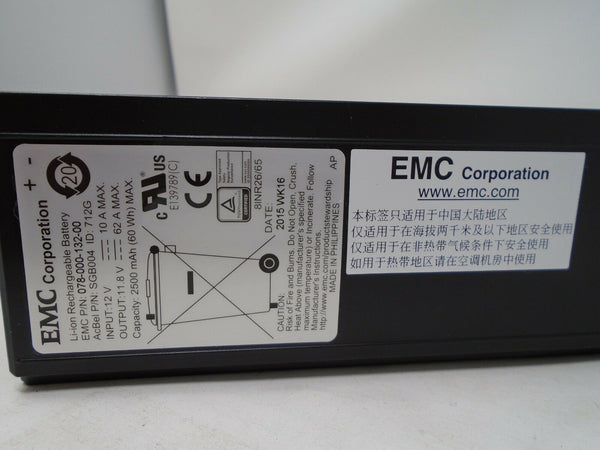 EMC Corporation
Li-ion Rechargeable Battery
EMC P/N: 078-000-132-00
AcBel P/N: SGB004 ID: 712G
INPUT: 12 V ⎓ 10 A MAX.
OUTPUT: 11.8 V ⎓ 62 A MAX.
Capacity: 2500 mAh (60 Wh) MAX.
+ -
20
c UL US
E139789(C)
CE
8INR26/65
DATE:
2015 WK16
AP
CAUTION:
Risk of Fire and Burns. Do Not Open, Crush,
Heat Above (manufacturer's specified
maximum temperature) or Incinerate. Follow
Manufacturer's Instructions.
http://www.emc.com/productstewardship
MADE IN PHILIPPINES
EMC Corporation
www.emc.com
本标签只适用于中国大陆地区
仅适用于在海拔两千米及以下地区安全使用
仅适用于在非热带气候条件下安全使用
如用于热带地区请在空调机房中使用